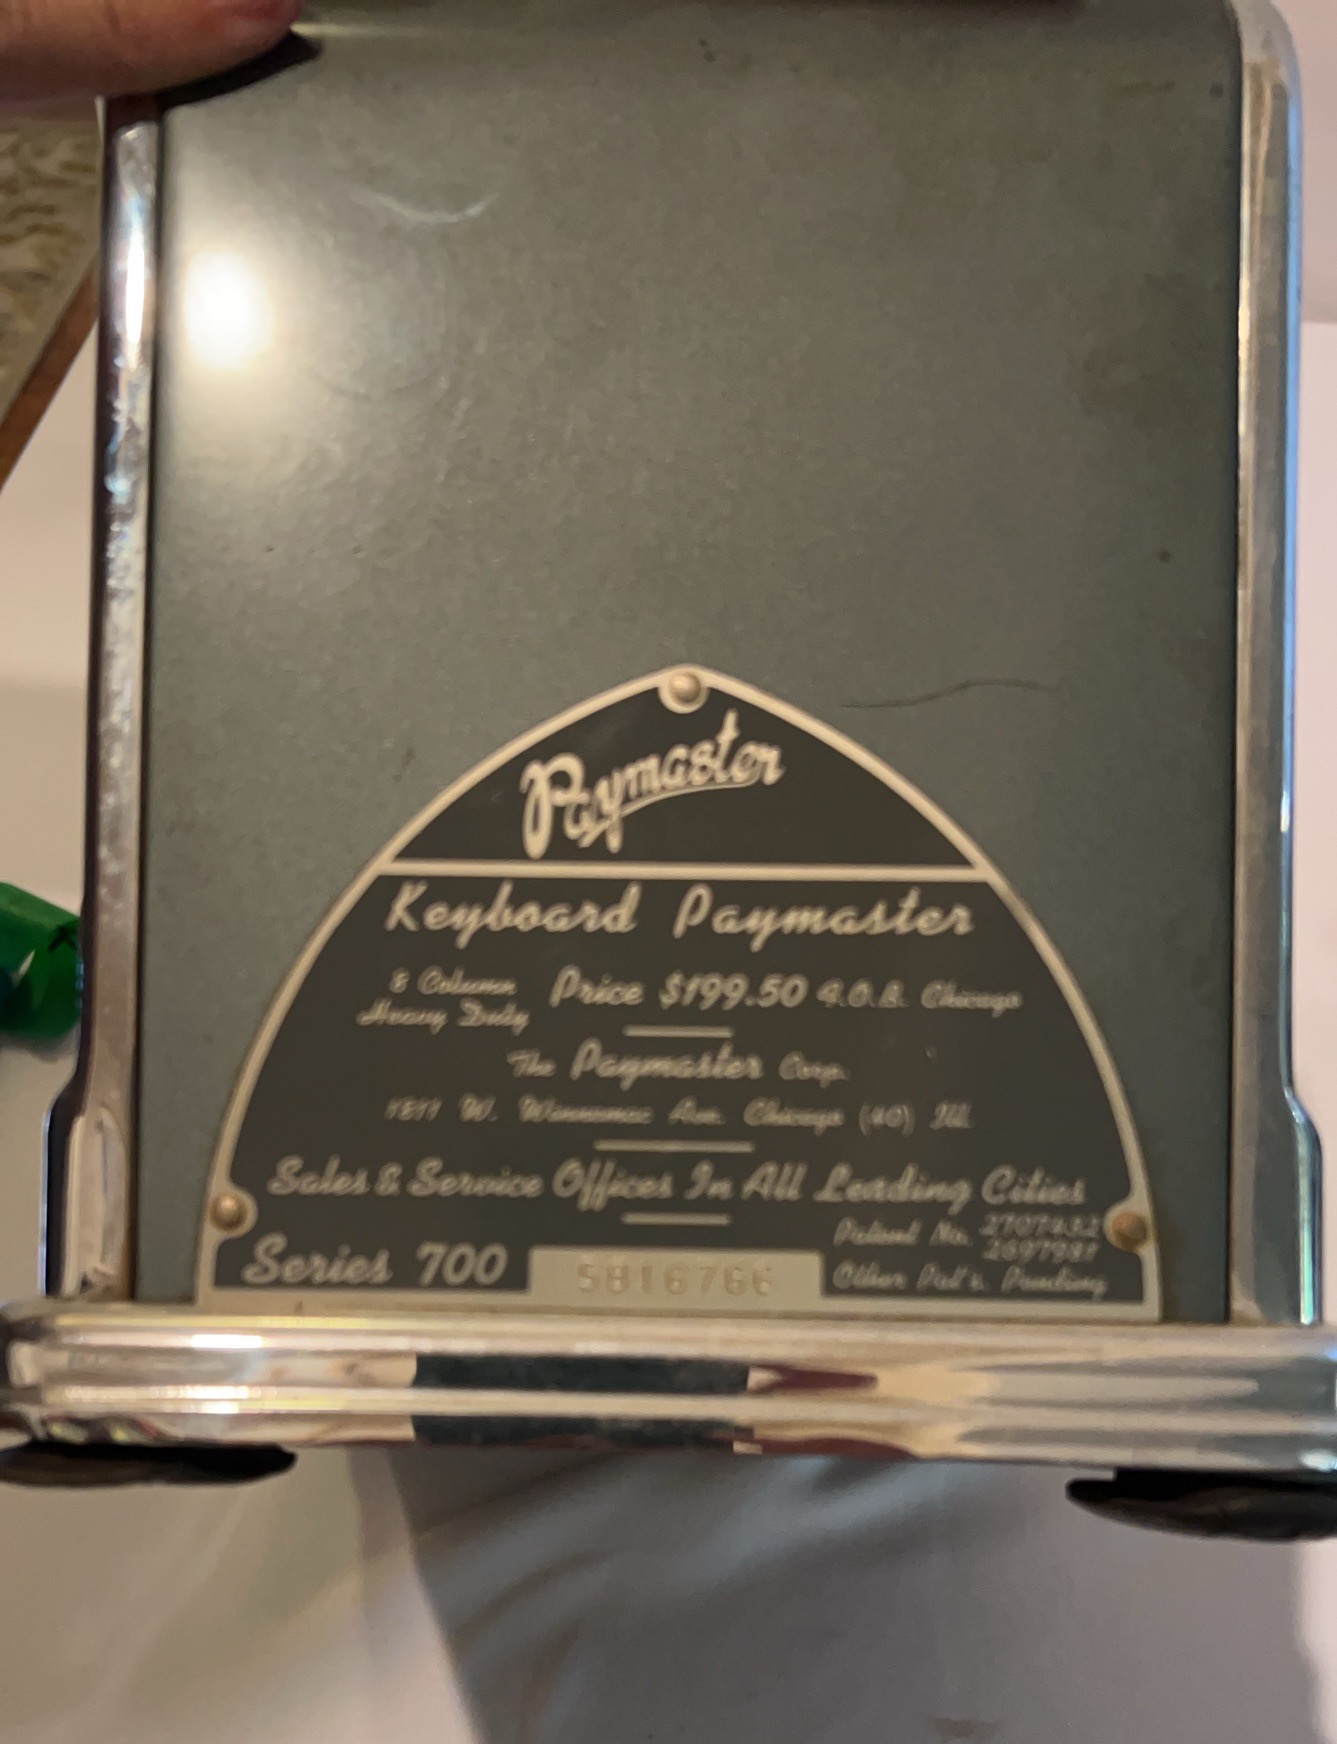 Paymaster
Keyboard Paymaster
8 Column Price $199.50 F.O.B. Chicago
Heavy Duty
The Paymaster Corp.
1811 W. Winnemac Ave. Chicago (40) Ill.
Sales & Service Offices In All Leading Cities
Patent No. 2707432
2697987
Series 700 5816766 Other Pat's. Pending